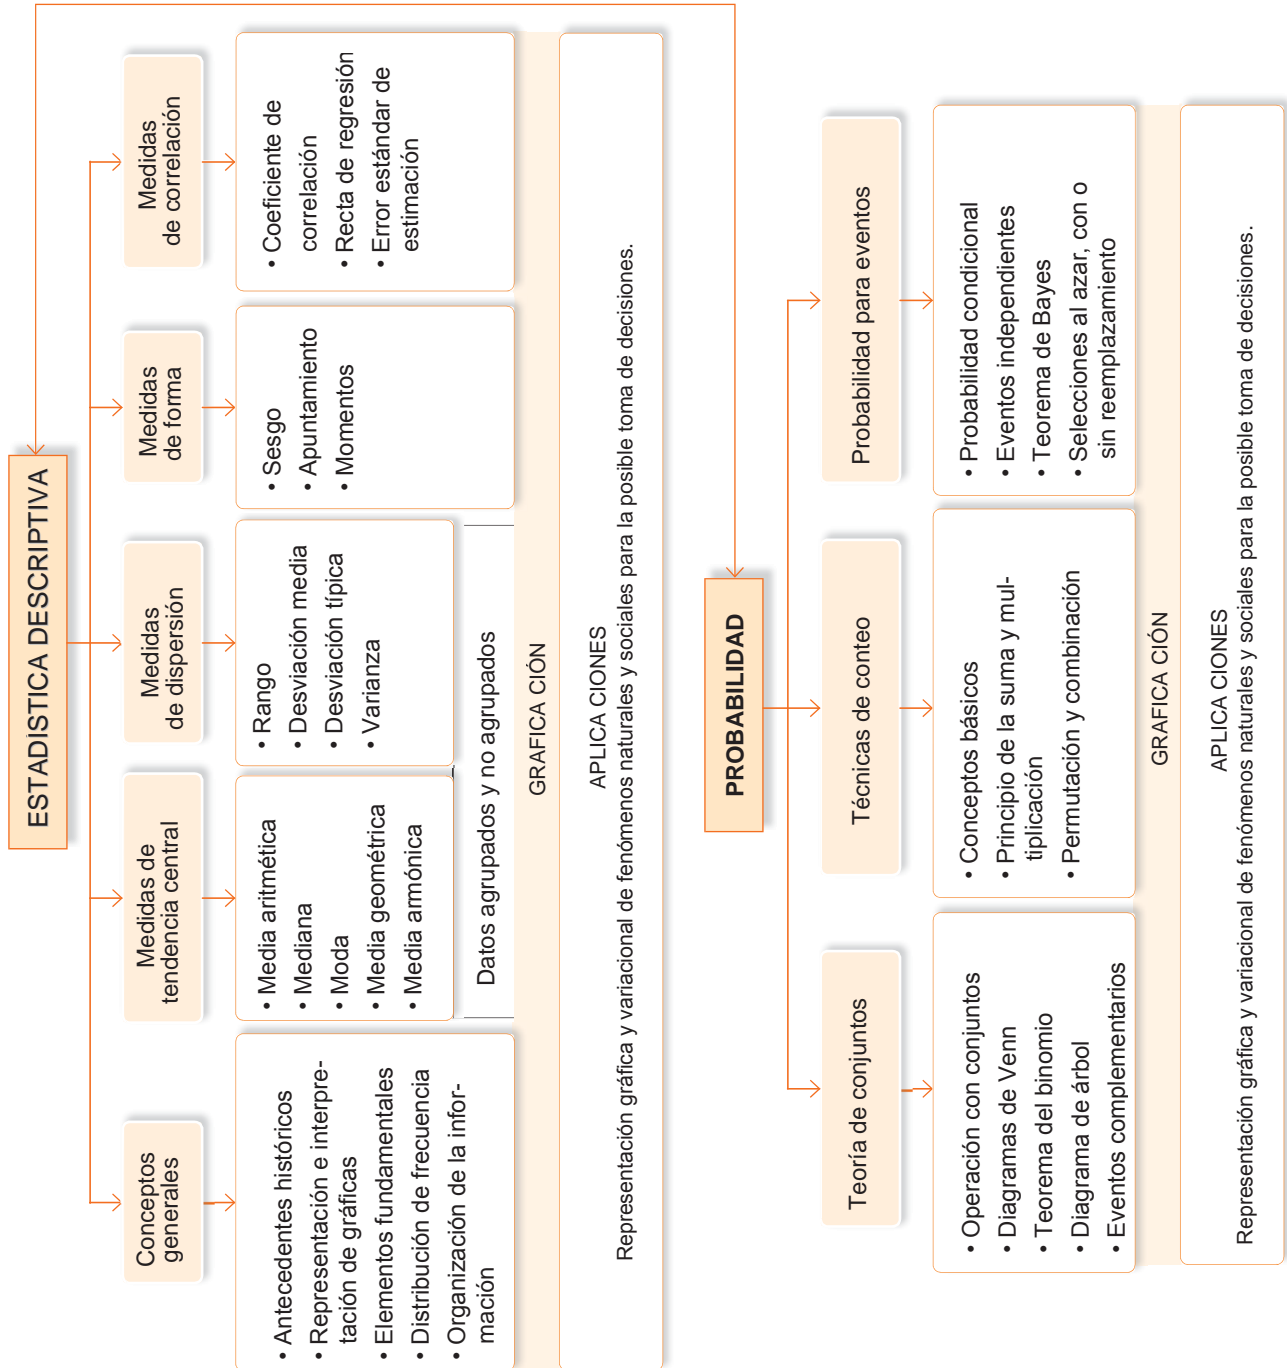 ESTADÍSTICA DESCRIPTIVA
Conceptos
generales
• Antecedentes históricos
• Representación e interpre-
tación de gráficas
• Elementos fundamentales
• Distribución de frecuencia
• Organización de la infor-
mación
Medidas de
tendencia central
• Media aritmética
• Mediana
• Moda
• Media geométrica
• Media armónica
Medidas
de dispersión
• Rango
• Desviación media
• Desviación típica
• Varianza
Datos agrupados y no agrupados
Medidas
de forma
• Sesgo
• Apuntamiento
• Momentos
Medidas
de correlación
• Coeficiente de
correlación
• Recta de regresión
• Error estándar de
estimación
GRAFICA CIÓN
APLICA CIONES
Representación gráfica y variacional de fenómenos naturales y sociales para la posible toma de decisiones.
PROBABILIDAD
Teoría de conjuntos
• Operación con conjuntos
• Diagramas de Venn
• Teorema del binomio
• Diagrama de árbol
• Eventos complementarios
Técnicas de conteo
• Conceptos básicos
• Principio de la suma y mul-
tiplicación
• Permutación y combinación
Probabilidad para eventos
• Probabilidad condicional
• Eventos independientes
• Teorema de Bayes
• Selecciones al azar, con o
sin reemplazamiento
GRAFICA CIÓN
APLICA CIONES
Representación gráfica y variacional de fenómenos naturales y sociales para la posible toma de decisiones.